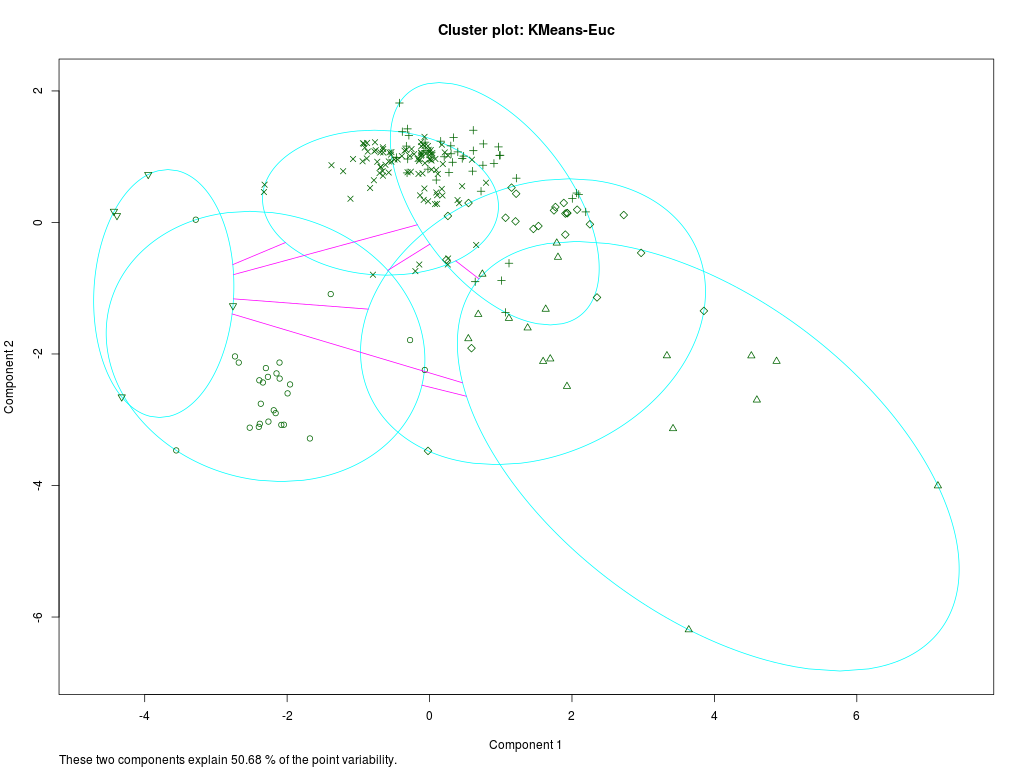 Cluster plot: KMeans-Euc
2
0
-2
-4
-6
Component 2
-4 -2 0 2 4 6
Component 1
These two components explain 50.68 % of the point variability.